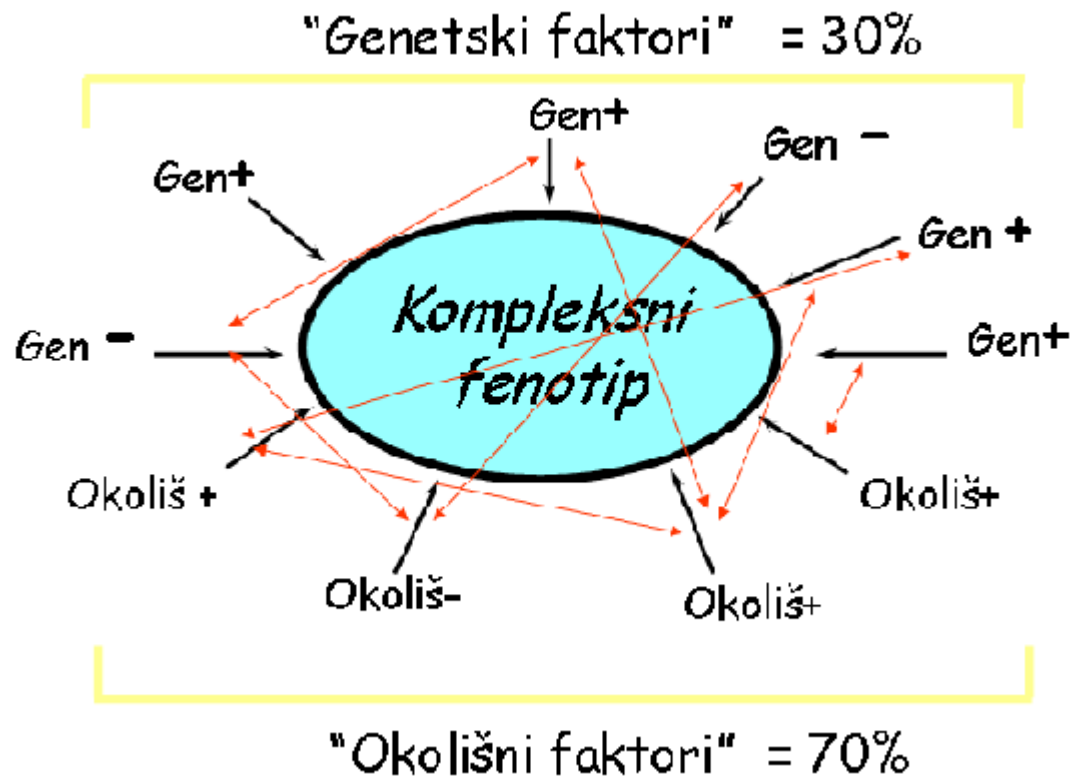 "Genetski faktori" = 30%
Gen+
Gen -
Gen+
Gen +
Kompleksni
fenotip
Gen -
Gen+
Okoliš +
Okoliš+
Okoliš-
Okoliš+
"Okolišni faktori" = 70%